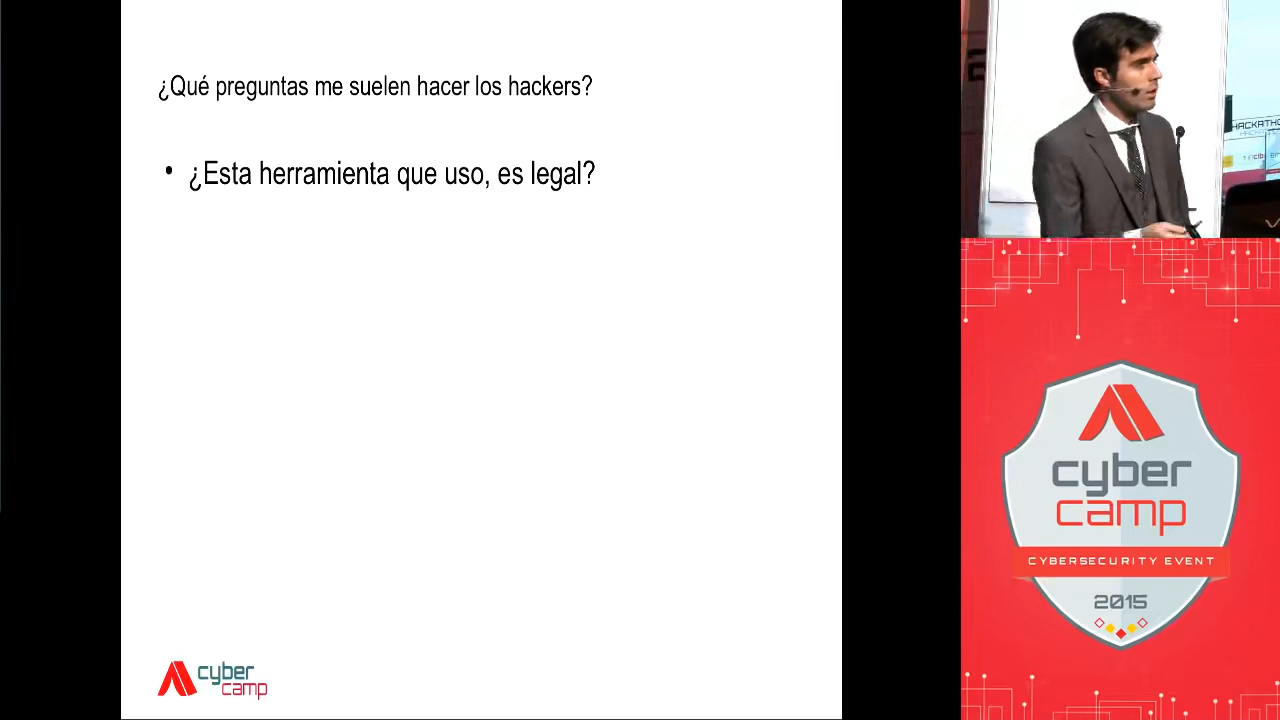 ¿Qué preguntas me suelen hacer los hackers?
• ¿Esta herramienta que uso, es legal?
cyber
camp
HACKATHO
cyber
camp
CYBERSECURITY EVENT
2015